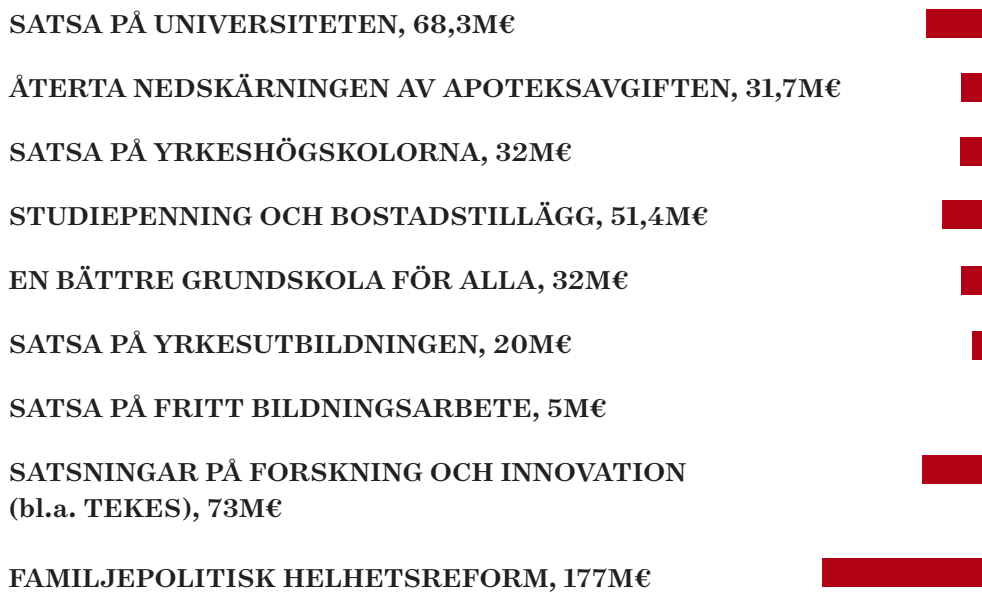 SATSA PÅ UNIVERSITETEN, 68,3M€
ÅTERTA NEDSKÄRNINGEN AV APOTEKSAVGIFTEN, 31,7M€
SATSA PÅ YRKESHÖGSKOLORNA, 32M€
STUDIEPENNING OCH BOSTADSTILLÄGG, 51,4M€
EN BÄTTRE GRUNDSKOLA FÖR ALLA, 32M€
SATSA PÅ YRKESUTBILDNINGEN, 20M€
SATSA PÅ FRITT BILDNINGSARBETE, 5M€
SATSNINGAR PÅ FORSKNING OCH INNOVATION
(bl.a. TEKES), 73M€
FAMILJEPOLITISK HELHETSREFORM, 177M€